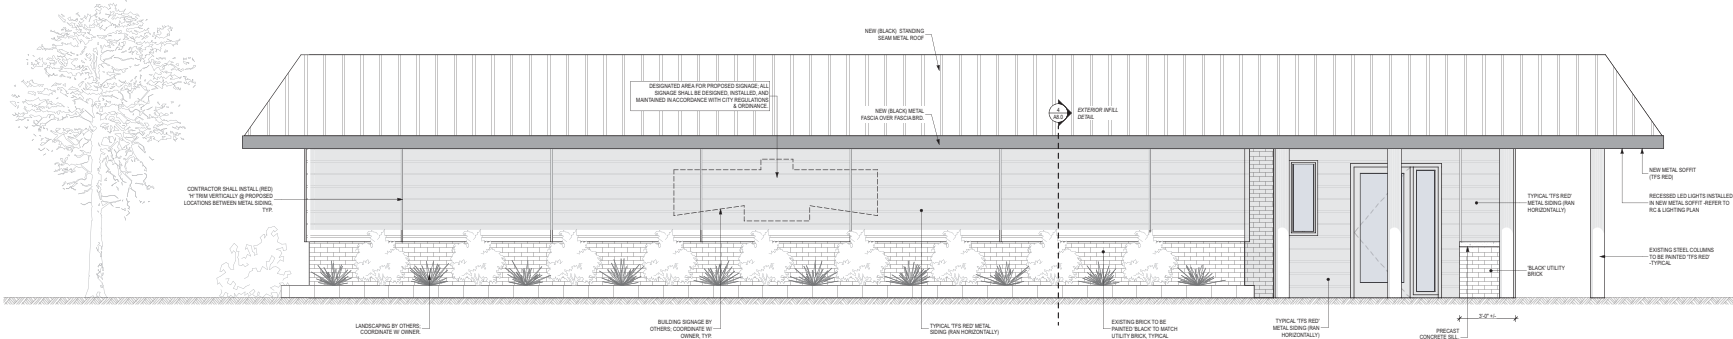 NEW (BLACK) STANDING
SEAM METAL ROOF
DESIGNATED AREA FOR PROPOSED SIGNAGE; ALL
SIGNAGE SHALL BE DESIGNED, INSTALLED, AND
MAINTAINED IN ACCORDANCE WITH CITY REGULATIONS
& ORDINANCE.
NEW (BLACK) METAL
FASCIA OVER FASCIA BRD.
4
A8.0
EXTERIOR INFILL
DETAIL
CONTRACTOR SHALL INSTALL (RED)
'H' TRIM VERTICALLY @ PROPOSED
LOCATIONS BETWEEN METAL SIDING,
TYP.
NEW METAL SOFFIT
(TFS RED)
TYPICAL 'TFS RED'
METAL SIDING (RAN
HORIZONTALLY)
RECESSED LED LIGHTS INSTALLED
IN NEW METAL SOFFIT -REFER TO
RC & LIGHTING PLAN
EXISTING STEEL COLUMNS
TO BE PAINTED 'TFS RED'
-TYPICAL
'BLACK' UTILITY
BRICK
3'-0" +/-
LANDSCAPING BY OTHERS;
COORDINATE W/ OWNER.
BUILDING SIGNAGE BY
OTHERS; COORDINATE W/
OWNER, TYP.
TYPICAL 'TFS RED' METAL
SIDING (RAN HORIZONTALLY)
EXISTING BRICK TO BE
PAINTED 'BLACK' TO MATCH
UTILITY BRICK, TYPICAL
TYPICAL 'TFS RED'
METAL SIDING (RAN
HORIZONTALLY)
PRECAST
CONCRETE SILL